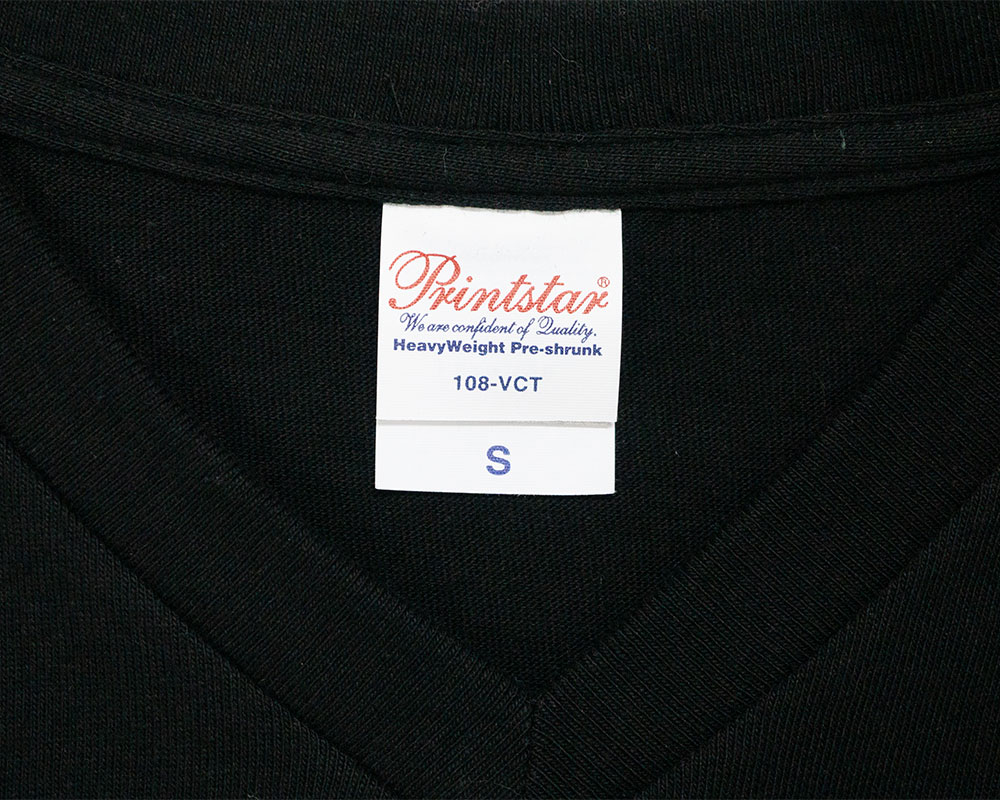 Printstar®
We are confident of Quality.
HeavyWeight Pre-shrunk
108-VCT
S